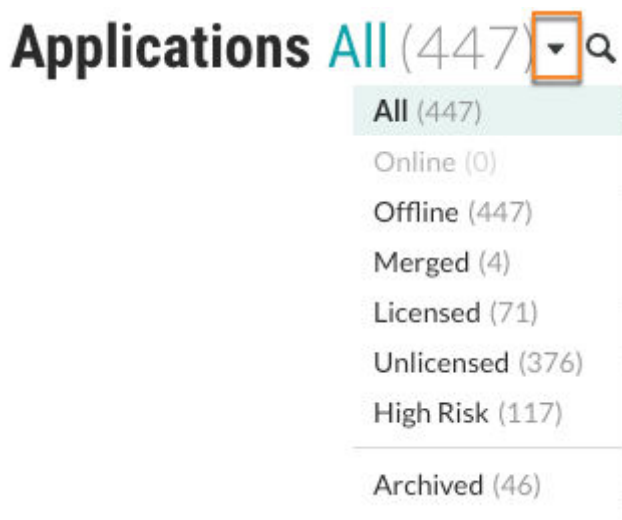 Applications All (447)
All (447)
Online (0)
Offline (447)
Merged (4)
Licensed (71)
Unlicensed (376)
High Risk (117)
Archived (46)